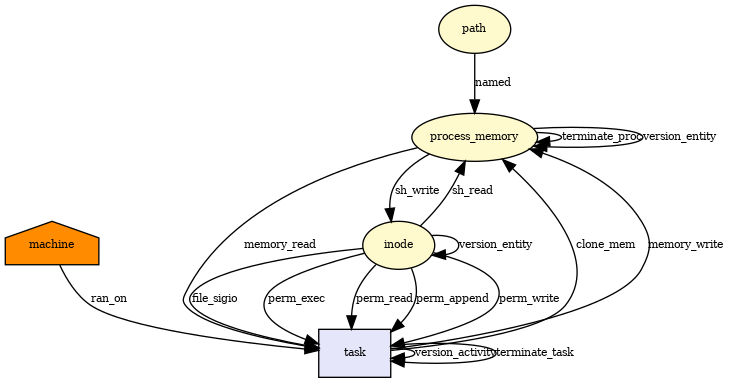 path
named
process_memory
terminate_proc
version_entity
sh_write
sh_read
machine
memory_read
inode
version_entity
clone_mem
memory_write
ran_on
file_sigio
perm_exec
perm_read
perm_append
perm_write
task
version_activity
terminate_task